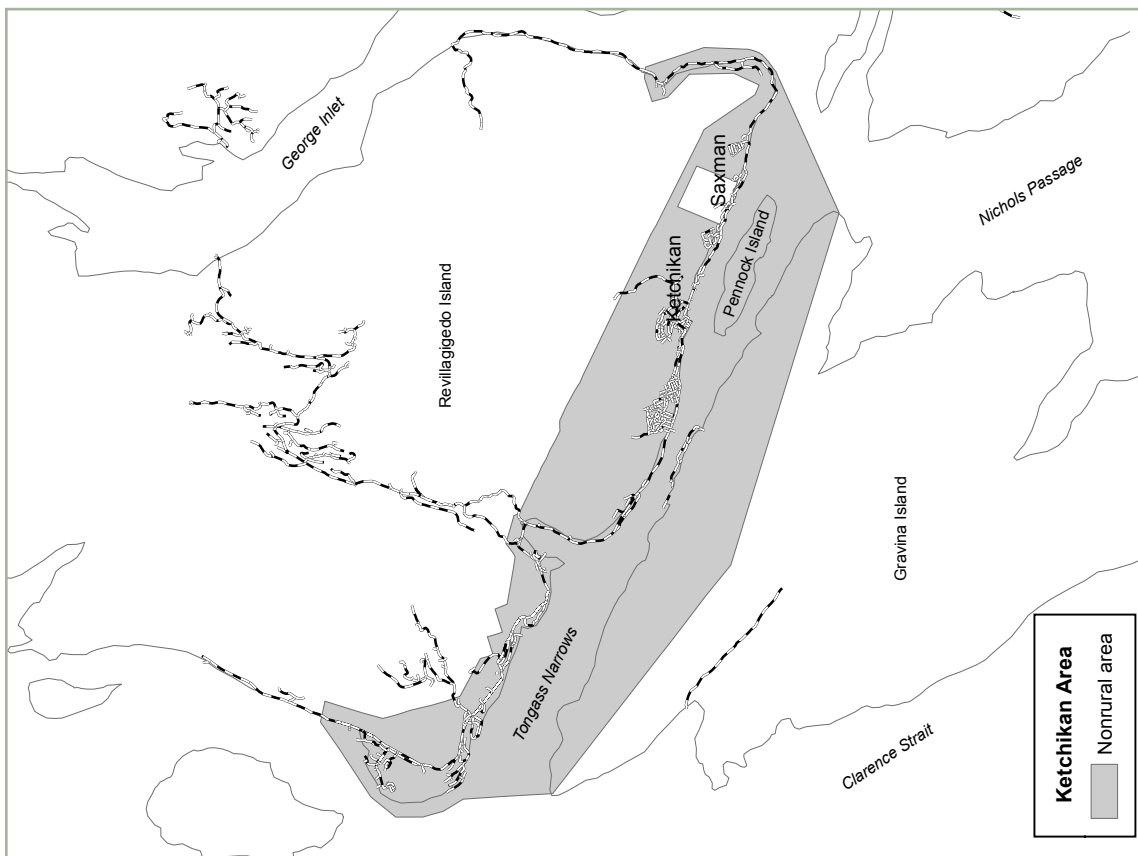 George Inlet
Revillagigedo Island
Ketchikan
Saxman
Pennock Island
Nichols Passage
Gravina Island
Tongass Narrows
Clarence Strait
Ketchikan Area
Nonrural area